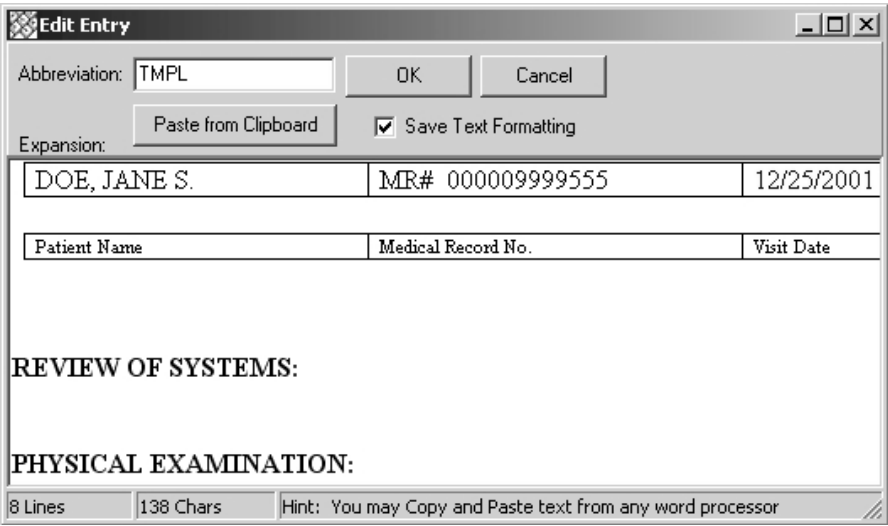 Edit Entry
Abbreviation: TMPL OK Cancel
Paste from Clipboard Save Text Formatting
Expansion:
DOE, JANE S. MR# 000009999555 12/25/2001
Patient Name Medical Record No. Visit Date
REVIEW OF SYSTEMS:
PHYSICAL EXAMINATION:
8 Lines 138 Chars Hint: You may Copy and Paste text from any word processor